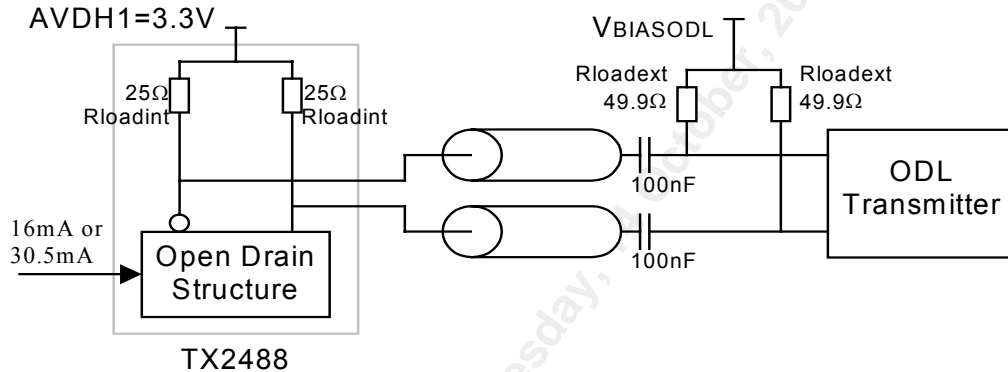 AVDH1=3.3V
VBIASODL
25Ω
Rloadint
25Ω
Rloadint
Rloadext
49.9Ω
Rloadext
49.9Ω
100nF
100nF
ODL
Transmitter
16mA or
30.5mA
Open Drain
Structure
TX2488